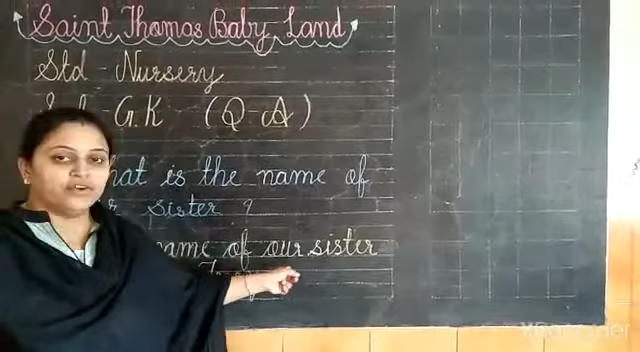 Saint Thomas Baby Land
Std - Nursery
G.K - (Q-A)
hat is the name of
sister ?
name of our sister